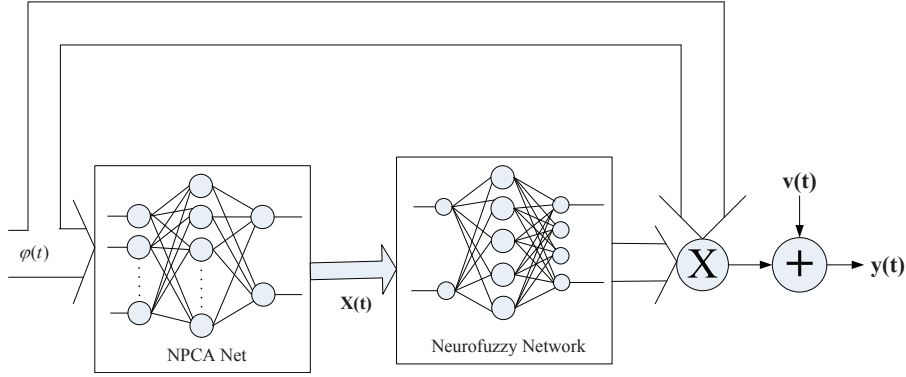 v(t)
φ(t)
X
+
y(t)
X(t)
NPCA Net
Neurofuzzy Network